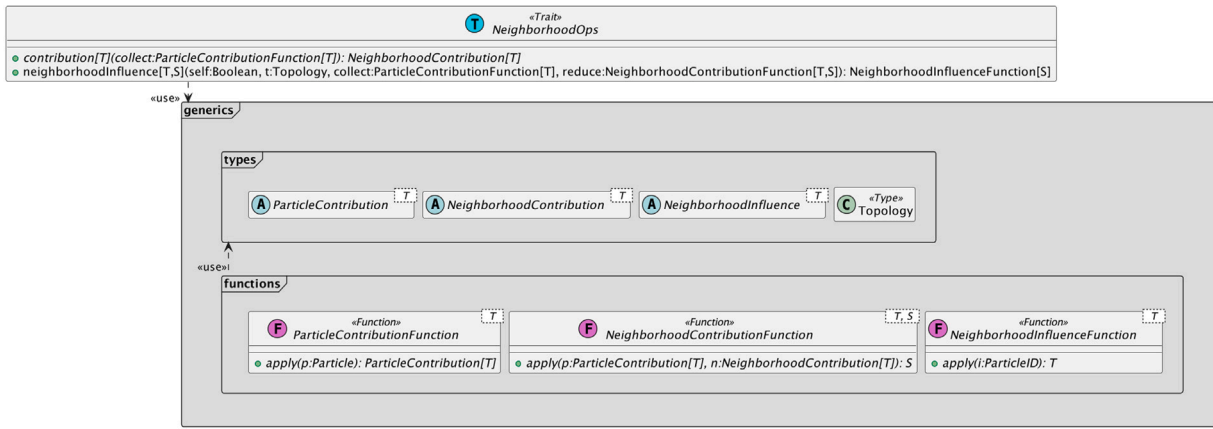 T
«Trait»
NeighborhoodOps
contribution[T](collect:ParticleContributionFunction[T]): NeighborhoodContribution[T]
neighborhoodInfluence[T,S](self:Boolean, t:Topology, collect:ParticleContributionFunction[T], reduce:NeighborhoodContributionFunction[T,S]): NeighborhoodInfluenceFunction[S]
«use»
generics
types
A ParticleContribution T
A NeighborhoodContribution T
A NeighborhoodInfluence T
C «Type»
Topology
«use»
functions
F «Function» T
ParticleContributionFunction
apply(p:Particle): ParticleContribution[T]
F «Function» T, S
NeighborhoodContributionFunction
apply(p:ParticleContribution[T], n:NeighborhoodContribution[T]): S
F «Function» T
NeighborhoodInfluenceFunction
apply(i:ParticleID): T